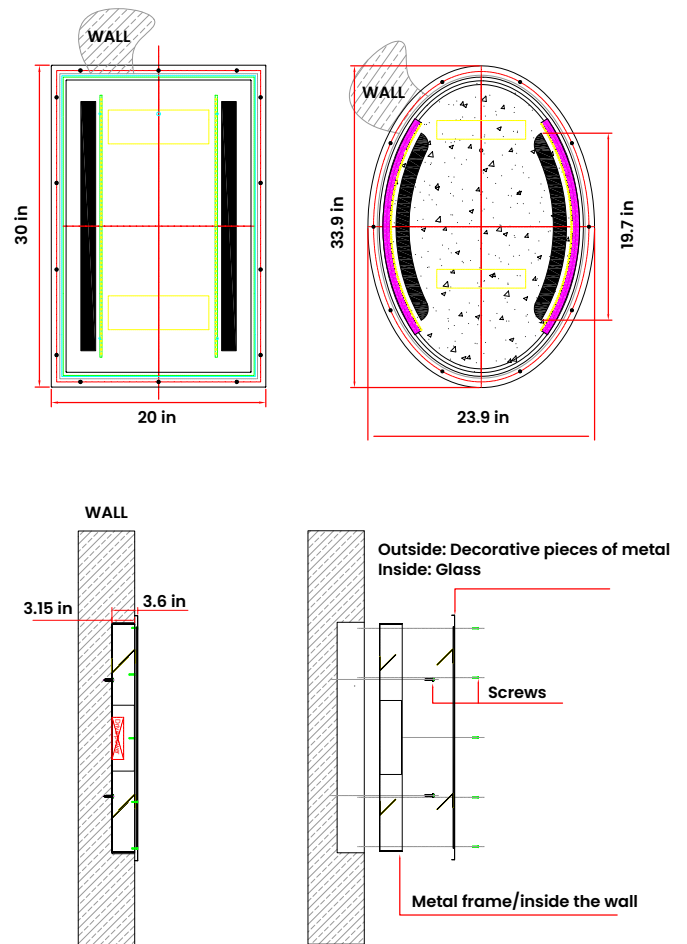 WALL
WALL
30 in
33.9 in
19.7 in
20 in
23.9 in
WALL
Outside: Decorative pieces of metal
Inside: Glass
3.15 in
3.6 in
Screws
Metal frame/inside the wall